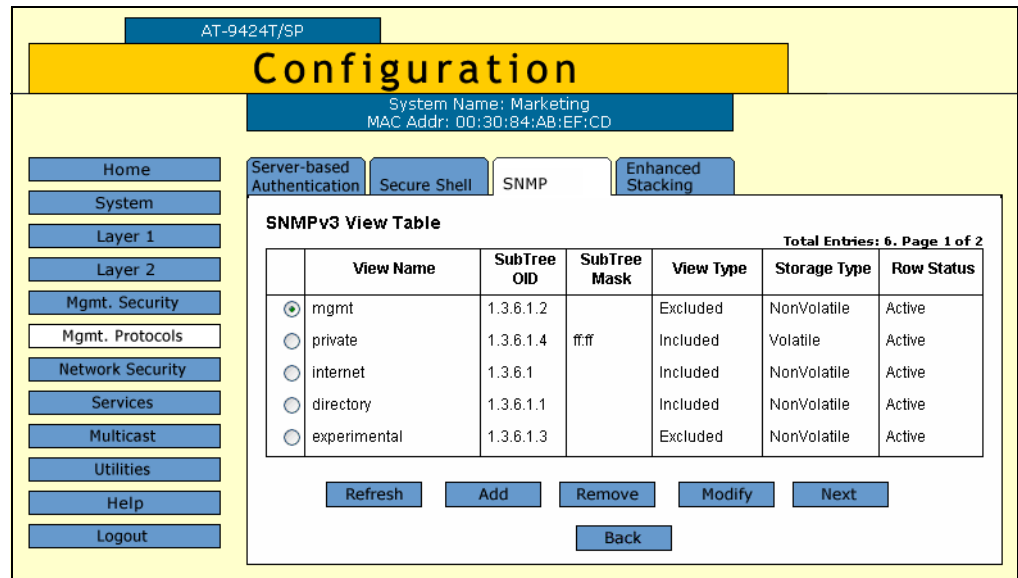 AT-9424T/SP
Configuration
System Name: Marketing
MAC Addr: 00:30:84:AB:EF:CD
Home
System
Layer 1
Layer 2
Mgmt. Security
Mgmt. Protocols
Network Security
Services
Multicast
Utilities
Help
Logout
Server-based
Authentication
Secure Shell
SNMP
Enhanced
Stacking
SNMPv3 View Table
Total Entries: 6. Page 1 of 2
View Name SubTree OID SubTree Mask View Type Storage Type Row Status
mgmt 1.3.6.1.2 Excluded NonVolatile Active
private 1.3.6.1.4 ff:ff Included Volatile Active
internet 1.3.6.1 Included NonVolatile Active
directory 1.3.6.1.1 Included NonVolatile Active
experimental 1.3.6.1.3 Excluded NonVolatile Active
Refresh Add Remove Modify Next
Back